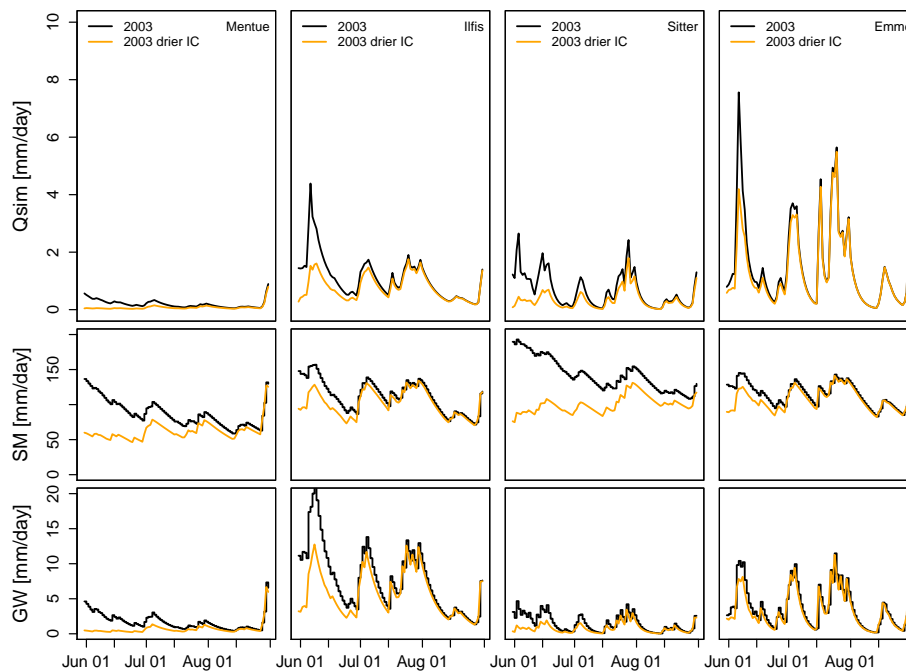 2003 Mentue
2003 drier IC
2003 Ilfis
2003 drier IC
2003 Sitter
2003 drier IC
2003 Emme
2003 drier IC
Qsim [mm/day]
10
8
6
4
2
0
SM [mm/day]
150
50
0
GW [mm/day]
20
15
10
5
0
Jun 01 Jul 01 Aug 01
Jun 01 Jul 01 Aug 01
Jun 01 Jul 01 Aug 01
Jun 01 Jul 01 Aug 01